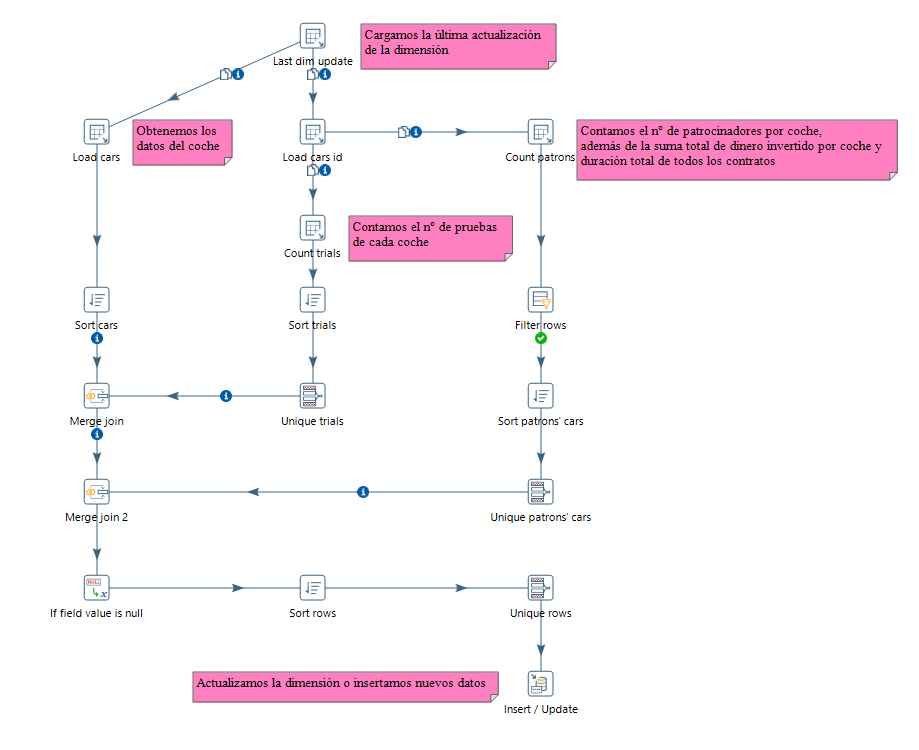 Last dim update
Cargamos la última actualización
de la dimensión
Load cars
Obtenemos los
datos del coche
Load cars id
Count patrons
Contamos el nº de patrocinadores por coche,
además de la suma total de dinero invertido por coche y
duración total de todos los contratos
Count trials
Contamos el nº de pruebas
de cada coche
Sort cars
Sort trials
Filter rows
Merge join
Unique trials
Sort patrons' cars
Merge join 2
Unique patrons' cars
NULL
x
If field value is null
Sort rows
Unique rows
Actualizamos la dimensión o insertamos nuevos datos
Insert / Update